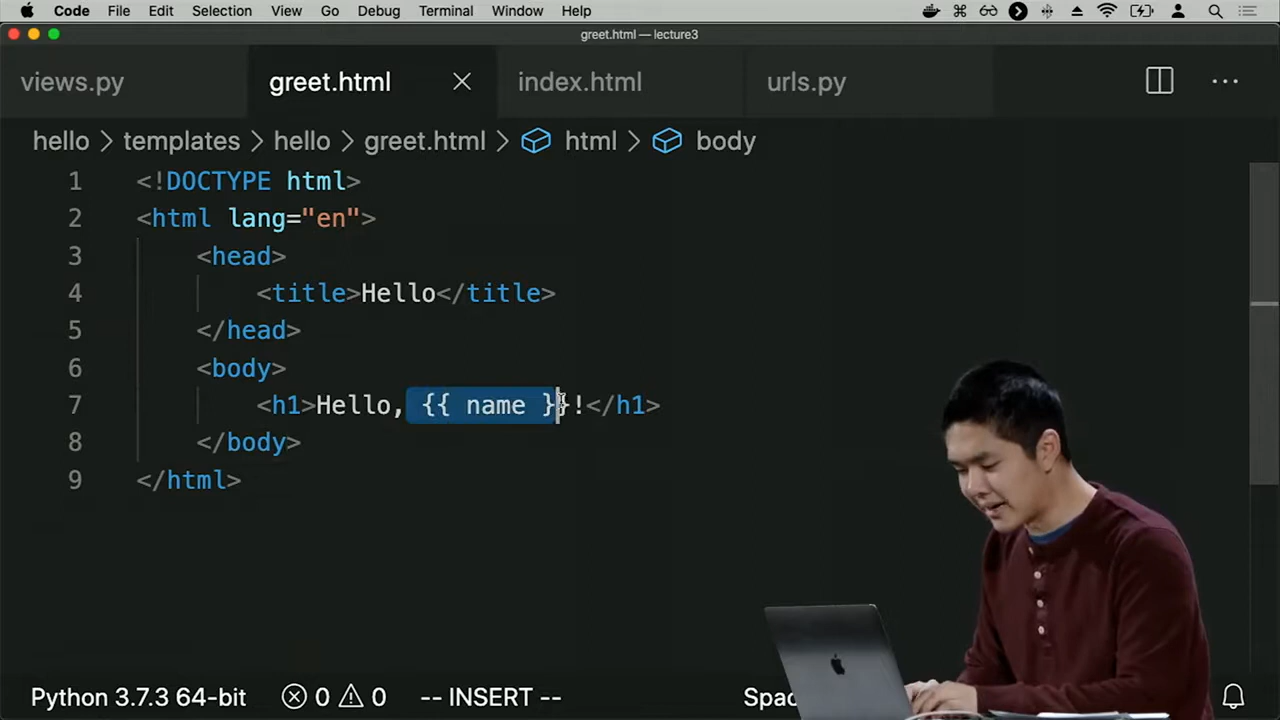 Code File Edit Selection View Go Debug Terminal Window Help
greet.html — lecture3
views.py greet.html index.html urls.py
hello > templates > hello > greet.html > html > body
1 <!DOCTYPE html>
2 <html lang="en">
3 <head>
4 <title>Hello</title>
5 </head>
6 <body>
7 <h1>Hello, {{ name }}!</h1>
8 </body>
9 </html>
Python 3.7.3 64-bit 0 0 -- INSERT -- Spac